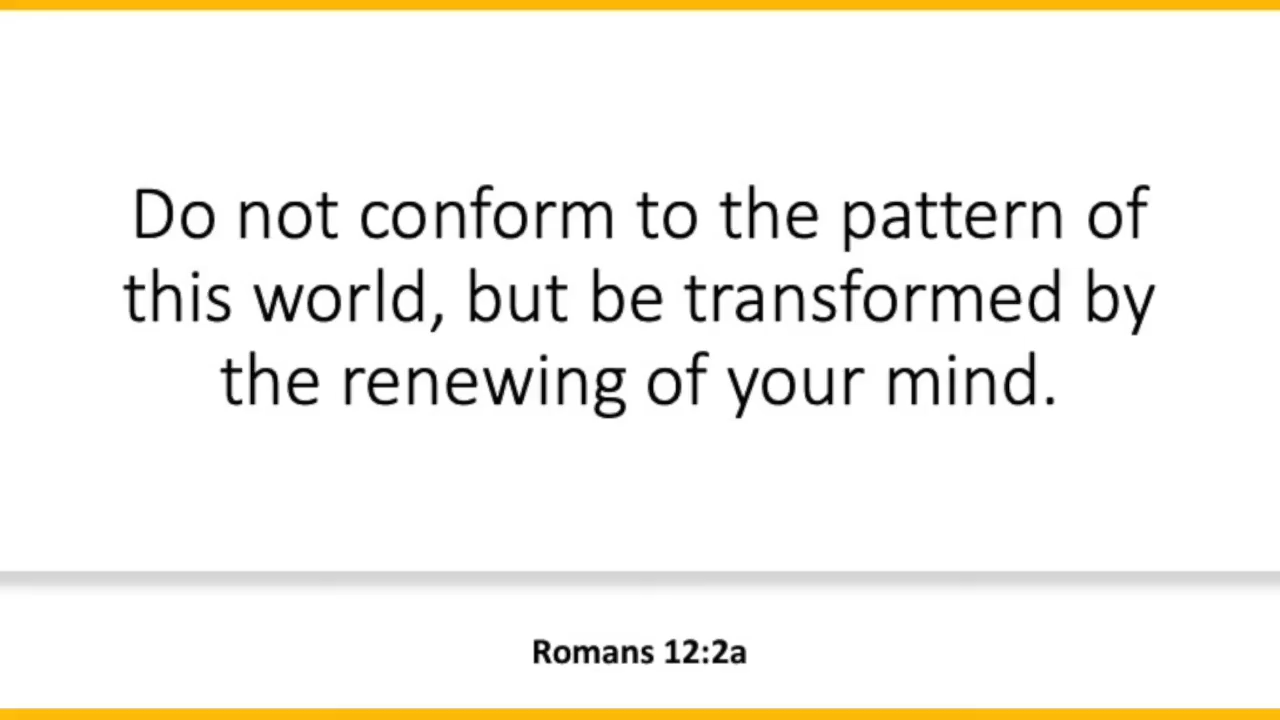 Do not conform to the pattern of
this world, but be transformed by
the renewing of your mind.
Romans 12:2a